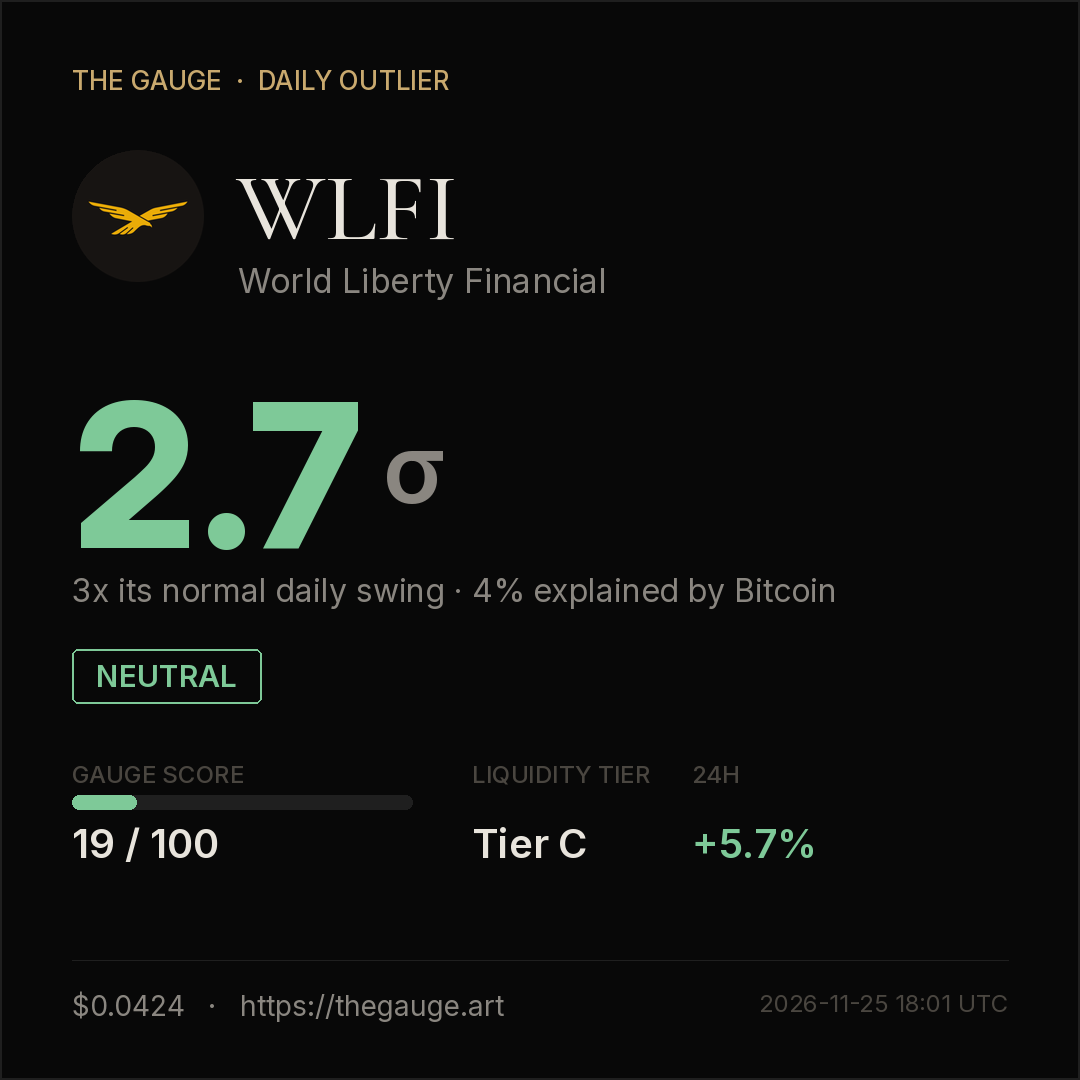 THE GAUGE · DAILY OUTLIER
WLFI
World Liberty Financial
2.7 σ
3x its normal daily swing · 4% explained by Bitcoin
NEUTRAL
GAUGE SCORE LIQUIDITY TIER 24H
19 / 100 Tier C +5.7%
$0.0424 · https://thegauge.art 2026-11-25 18:01 UTC